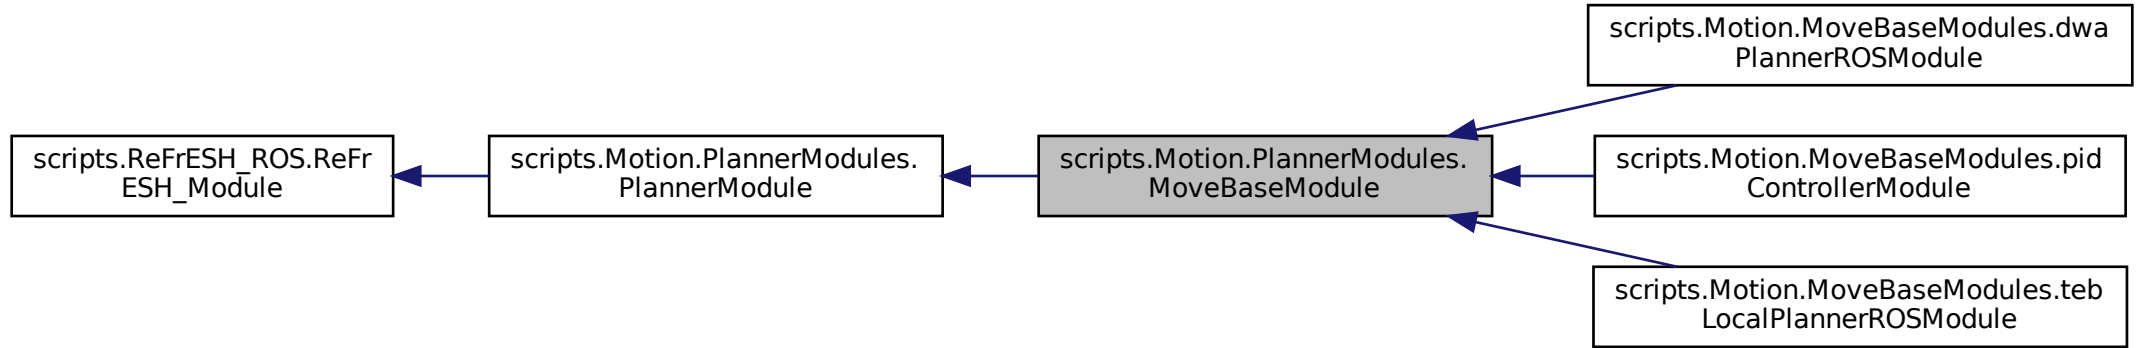 scripts.ReFrESH_ROS.ReFr
ESH_Module
scripts.Motion.PlannerModules.
PlannerModule
scripts.Motion.PlannerModules.
MoveBaseModule
scripts.Motion.MoveBaseModules.dwa
PlannerROSModule
scripts.Motion.MoveBaseModules.pid
ControllerModule
scripts.Motion.MoveBaseModules.teb
LocalPlannerROSModule